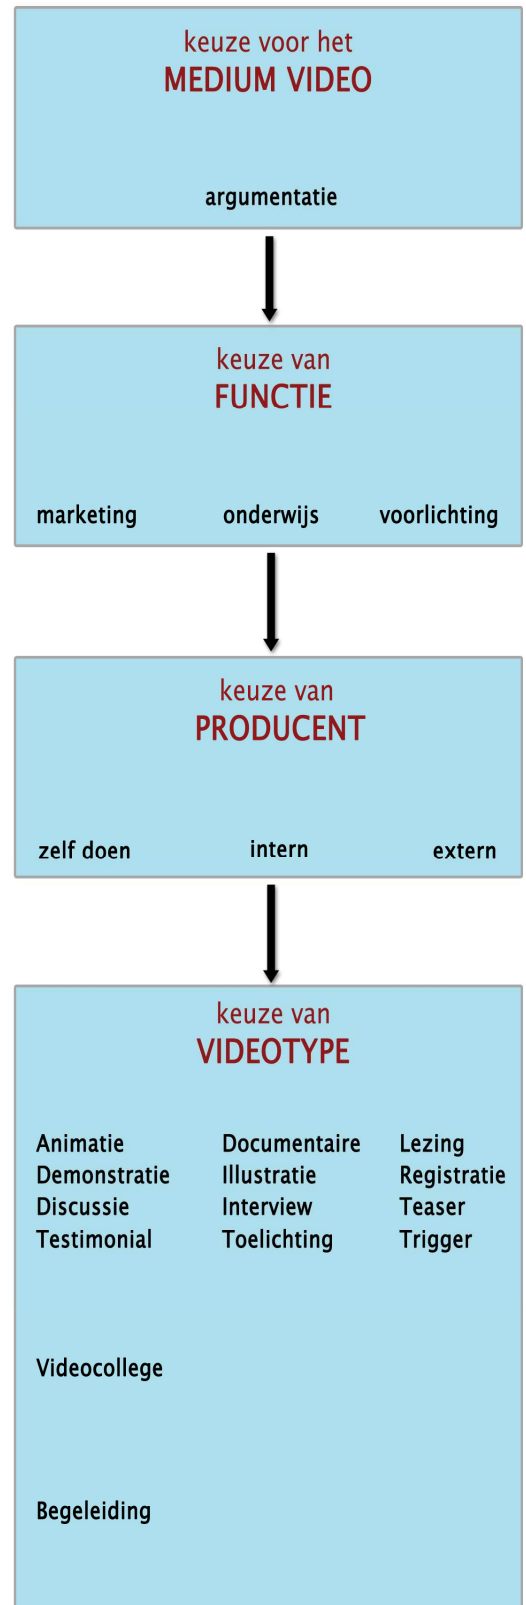 keuze voor het
MEDIUM VIDEO
argumentatie
keuze van
FUNCTIE
marketing onderwijs voorlichting
keuze van
PRODUCENT
zelf doen intern extern
keuze van
VIDEOTYPE
Animatie Documentaire Lezing
Demonstratie Illustratie Registratie
Discussie Interview Teaser
Testimonial Toelichting Trigger
Videocollege
Begeleiding